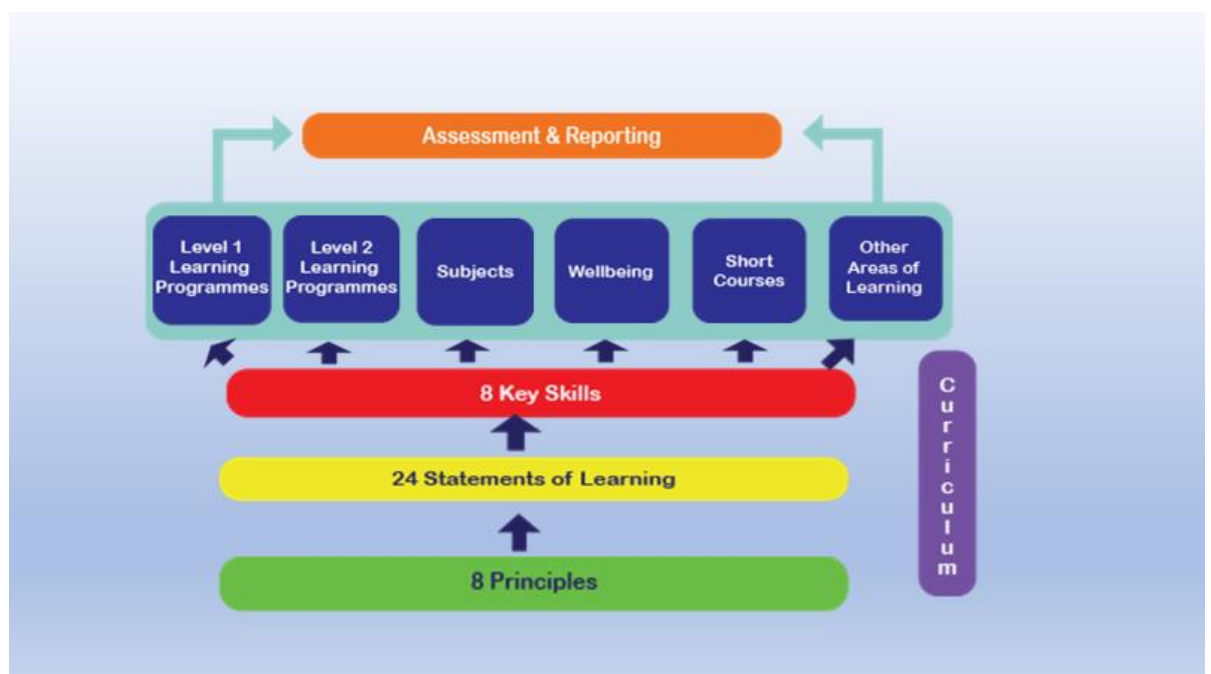 Assessment & Reporting
Level 1
Learning
Programmes
Level 2
Learning
Programmes
Subjects
Wellbeing
Short
Courses
Other
Areas of
Learning
8 Key Skills
24 Statements of Learning
8 Principles
Curriculum